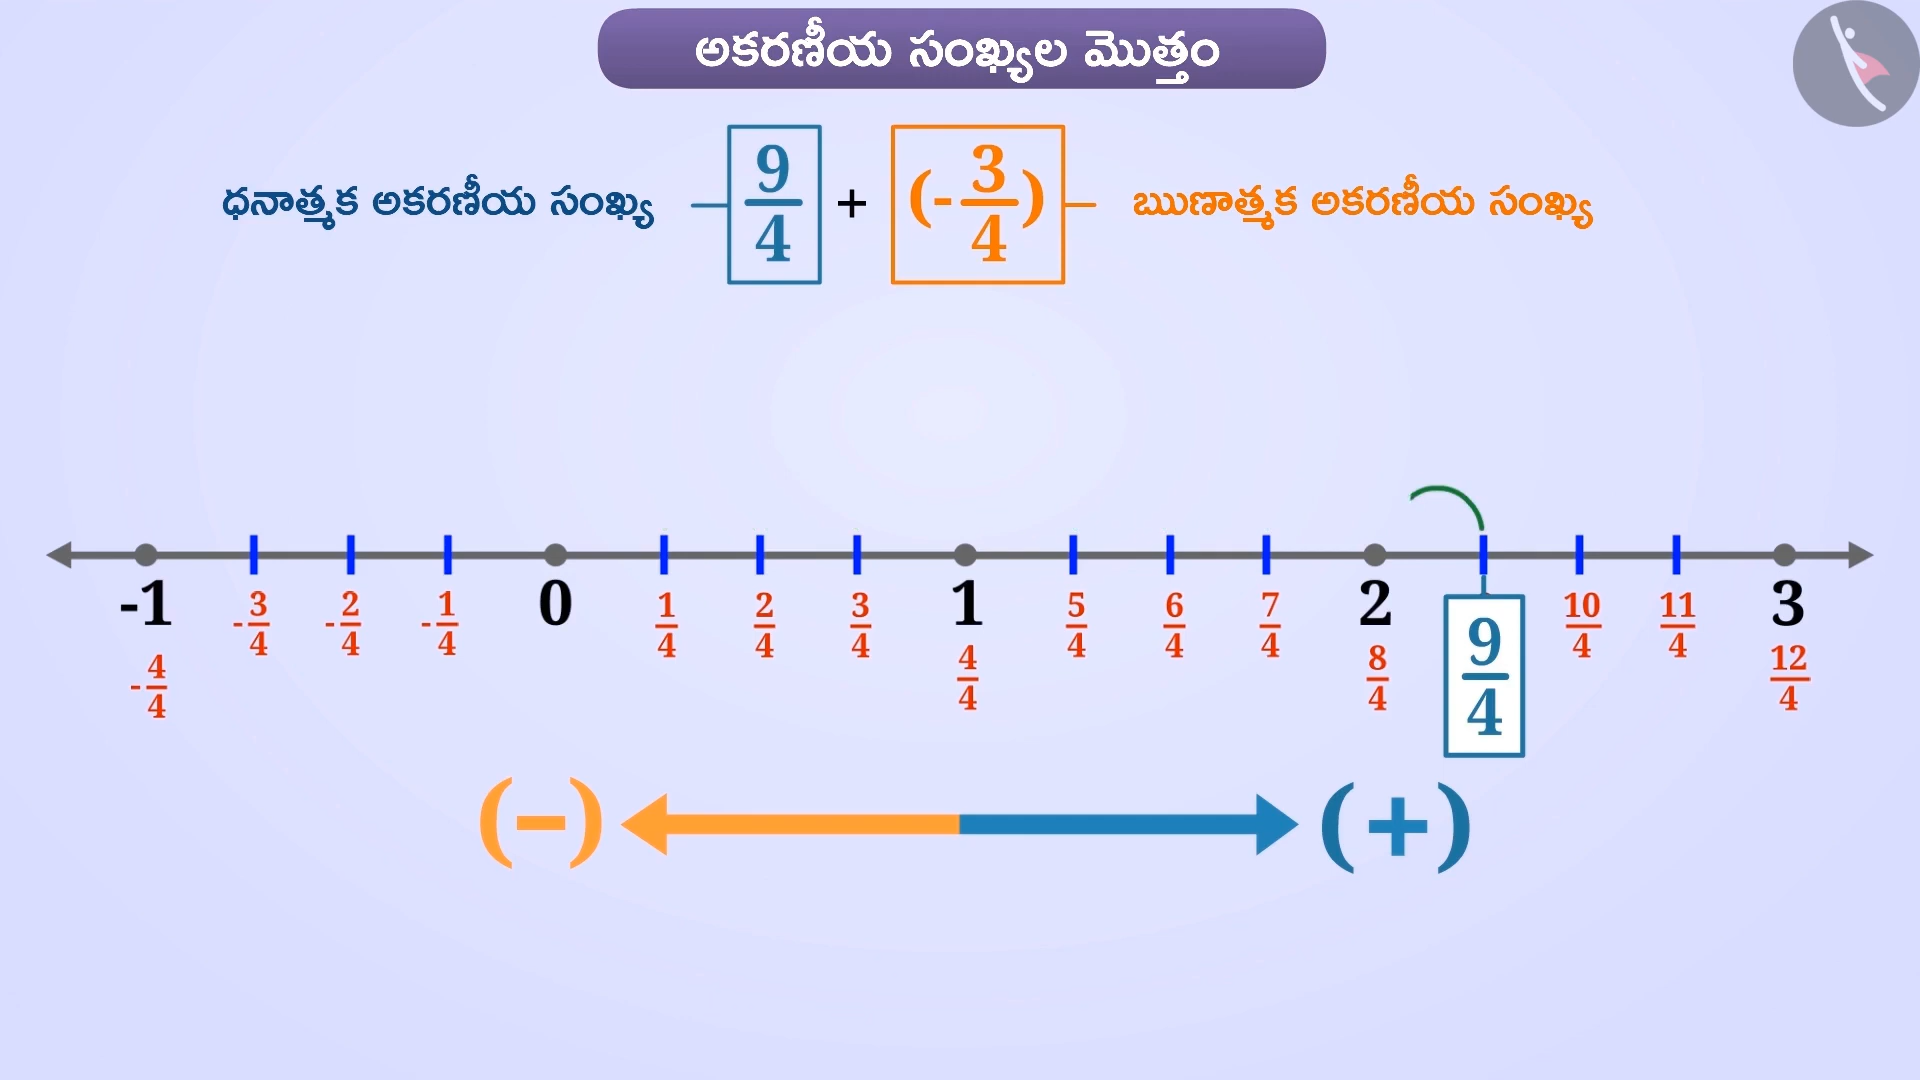 అకరణీయ సంఖ్యల మొత్తం
ధనాత్మక అకరణీయ సంఖ్య 9/4 + (-3/4) ఋణాత్మక అకరణీయ సంఖ్య
-1 -3/4 -2/4 -1/4 0 1/4 2/4 3/4 1 5/4 6/4 7/4 2 9/4 10/4 11/4 3
-4/4 4/4 8/4 12/4
(-) (+)